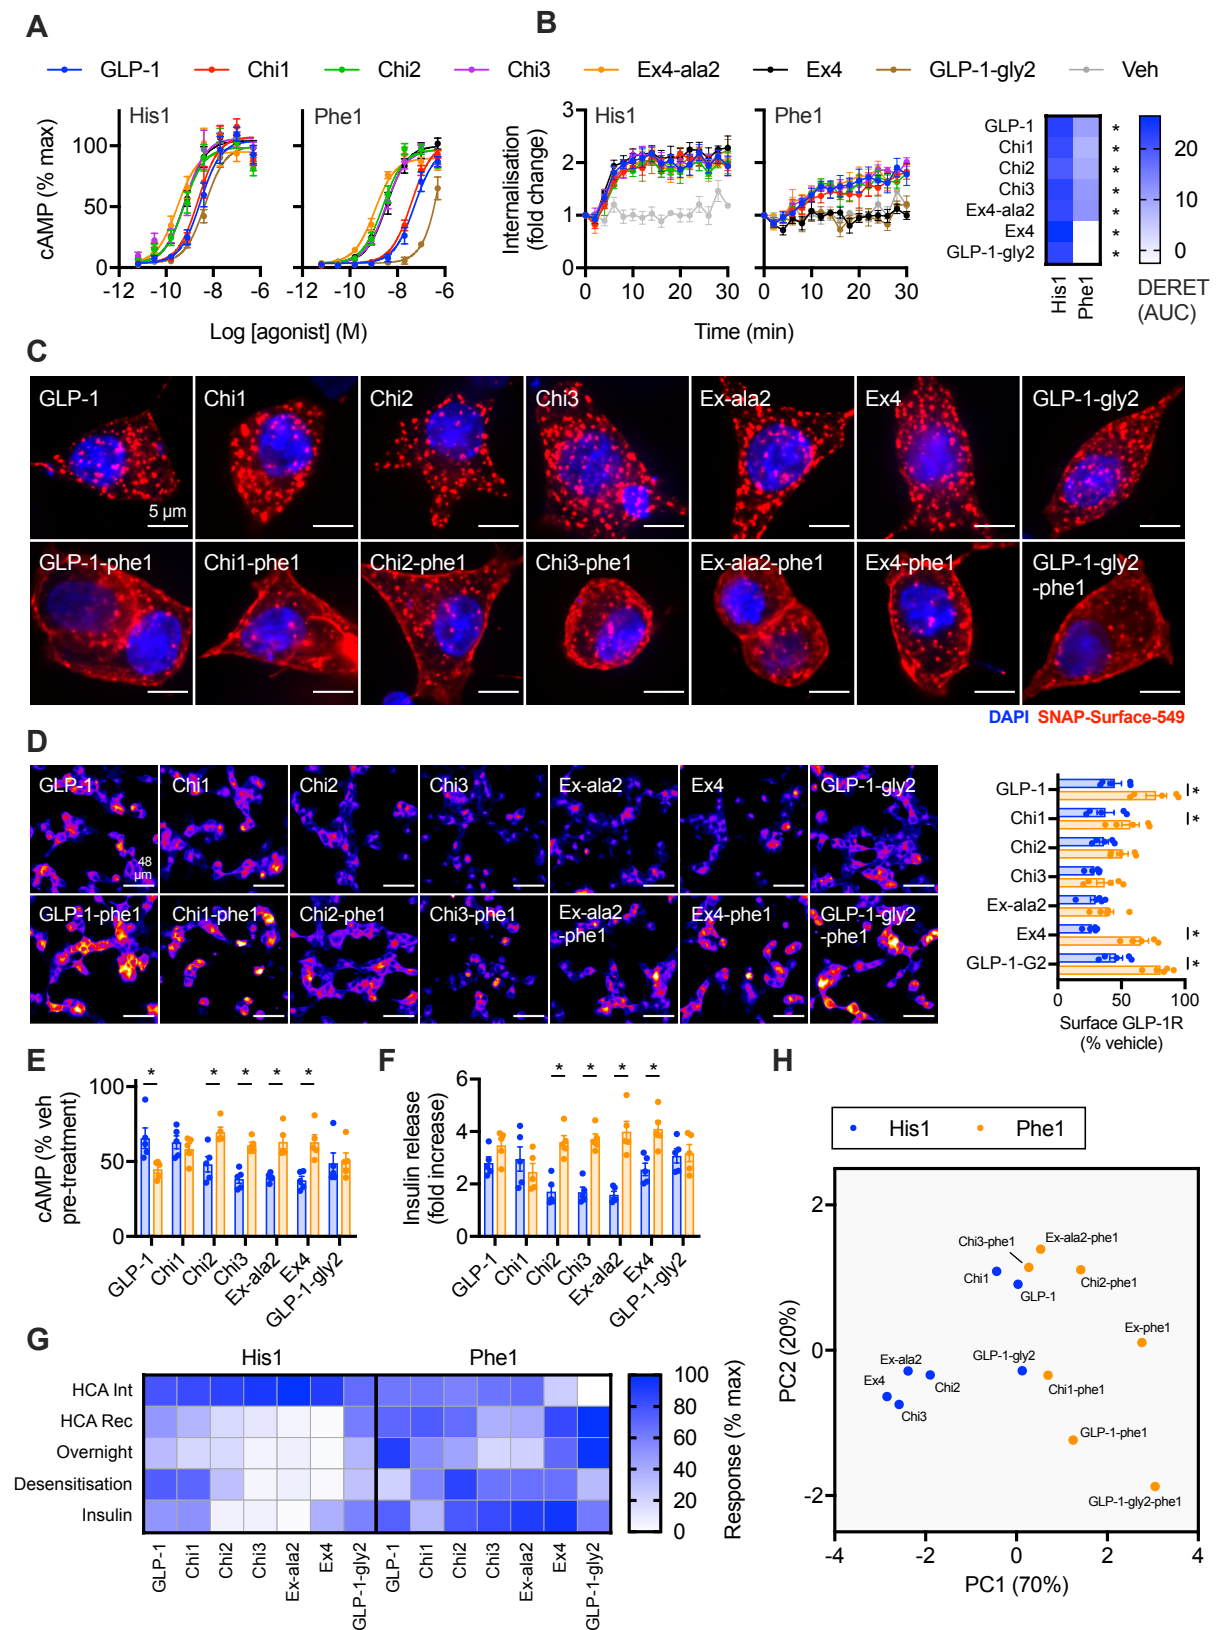 A
B
GLP-1 Chi1 Chi2 Chi3 Ex4-ala2 Ex4 GLP-1-gly2 Veh
His1
Phe1
cAMP (% max)
100
50
0
-12 -10 -8 -6
-12 -10 -8 -6
Log [agonist] (M)
His1
Phe1
Internalisation
(fold change)
3
2
1
0
0 10 20 30
0 10 20 30
Time (min)
GLP-1 *
Chi1 *
Chi2 *
Chi3 *
Ex4-ala2 *
Ex4 *
GLP-1-gly2 *
His1
Phe1
20
10
0
DERET
(AUC)
C
GLP-1
Chi1
Chi2
Chi3
Ex-ala2
Ex4
GLP-1-gly2
5 µm
GLP-1-phe1
Chi1-phe1
Chi2-phe1
Chi3-phe1
Ex-ala2-phe1
Ex4-phe1
GLP-1-gly2
-phe1
DAPI SNAP-Surface-549
D
GLP-1
Chi1
Chi2
Chi3
Ex-ala2
Ex4
GLP-1-gly2
48
µm
GLP-1-phe1
Chi1-phe1
Chi2-phe1
Chi3-phe1
Ex-ala2
-phe1
Ex4-phe1
GLP-1-gly2
-phe1
GLP-1 *
Chi1 *
Chi2
Chi3
Ex-ala2
Ex4 *
GLP-1-G2 *
0 50 100
Surface GLP-1R
(% vehicle)
E
cAMP (% veh
pre-treatment)
100
50
0
* * * * *
GLP-1
Chi1
Chi2
Chi3
Ex-ala2
Ex4
GLP-1-gly2
F
Insulin release
(fold increase)
6
4
2
0
* * * *
GLP-1
Chi1
Chi2
Chi3
Ex-ala2
Ex4
GLP-1-gly2
G
His1 Phe1
HCA Int
HCA Rec
Overnight
Desensitisation
Insulin
GLP-1
Chi1
Chi2
Chi3
Ex-ala2
Ex4
GLP-1-gly2
GLP-1
Chi1
Chi2
Chi3
Ex-ala2
Ex4
GLP-1-gly2
100
80
60
40
20
0
Response (% max)
H
His1 Phe1
PC2 (20%)
2
0
-2
Chi3-phe1
Ex-ala2-phe1
Chi1
GLP-1
Chi2-phe1
Ex-phe1
Ex-ala2
GLP-1-gly2
Ex4
Chi2
Chi1-phe1
Chi3
GLP-1-phe1
GLP-1-gly2-phe1
-4 -2 0 2 4
PC1 (70%)